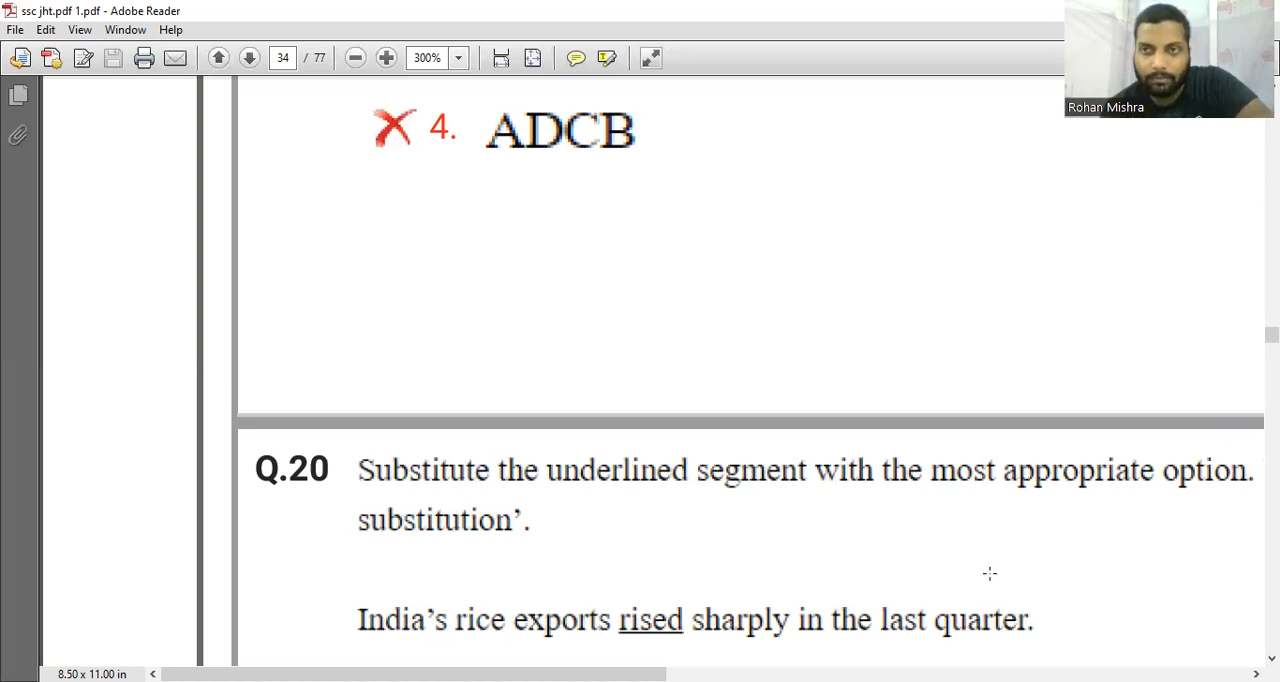 ssc jht.pdf 1.pdf - Adobe Reader
File Edit View Window Help
34 / 77 300%
Rohan Mishra
4. ADCB
Q.20 Substitute the underlined segment with the most appropriate option.
substitution’.
India’s rice exports rised sharply in the last quarter.
8.50 x 11.00 in